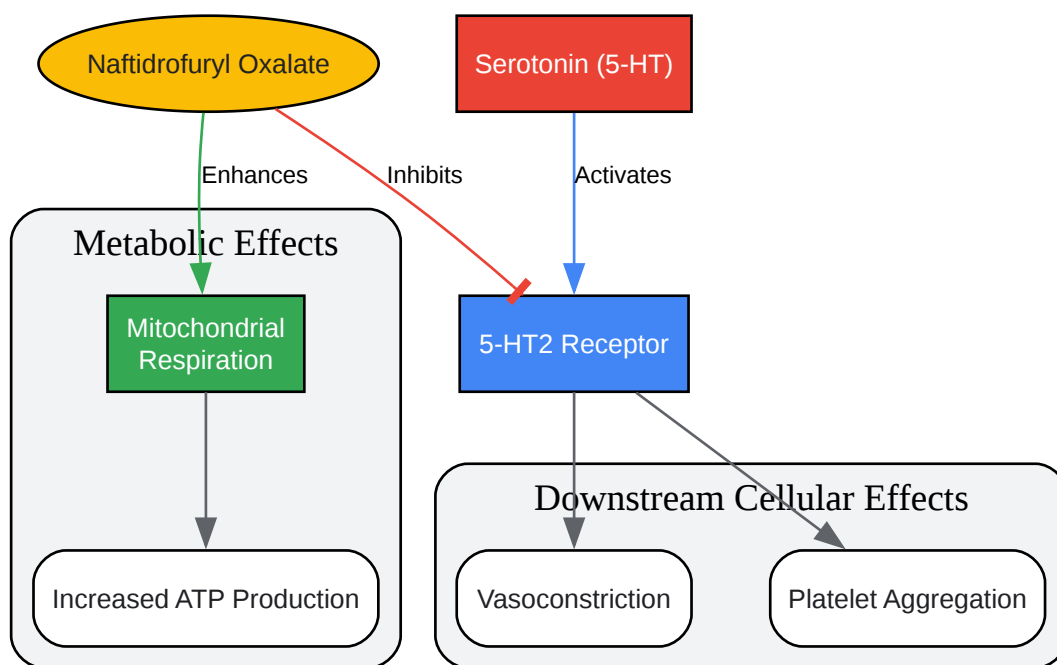 Naftidrofuryl Oxalate
Serotonin (5-HT)
Enhances
Inhibits
Activates
Metabolic Effects
Mitochondrial
Respiration
5-HT2 Receptor
Downstream Cellular Effects
Increased ATP Production
Vasoconstriction
Platelet Aggregation